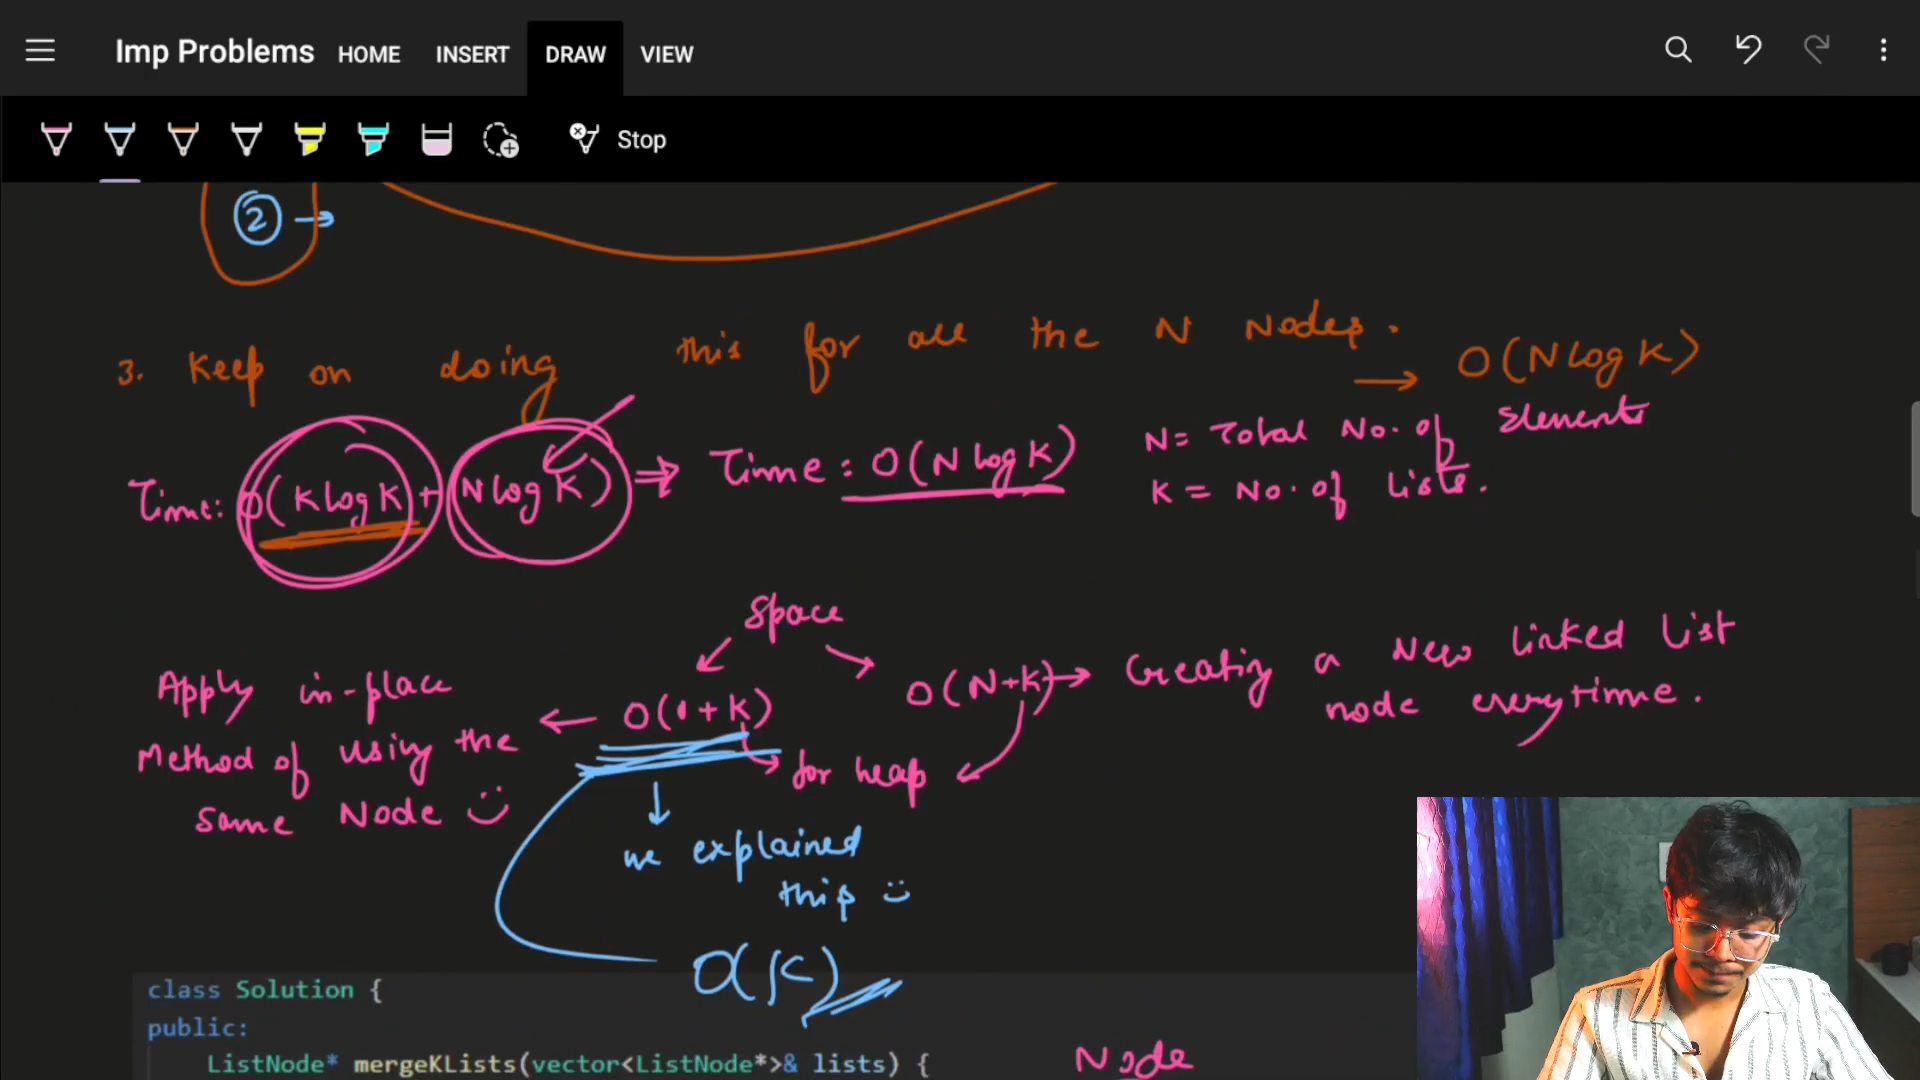 Imp Problems HOME INSERT DRAW VIEW
Stop
2
3. Keep on doing this for all the N Nodes. → O(N log K)
Time: O(K log K + N log K) ⇒ Time: O(N log K)
N = Total No. of Elements
K = No. of Lists.
Space
Apply in-place
Method of using the
same Node
O(1+K)
for heap
O(N+K) → Creating a New linked list
node everytime.
we explained
this
O(K)
class Solution {
public:
ListNode* mergeKLists(vector<ListNode*>& lists) {
Node